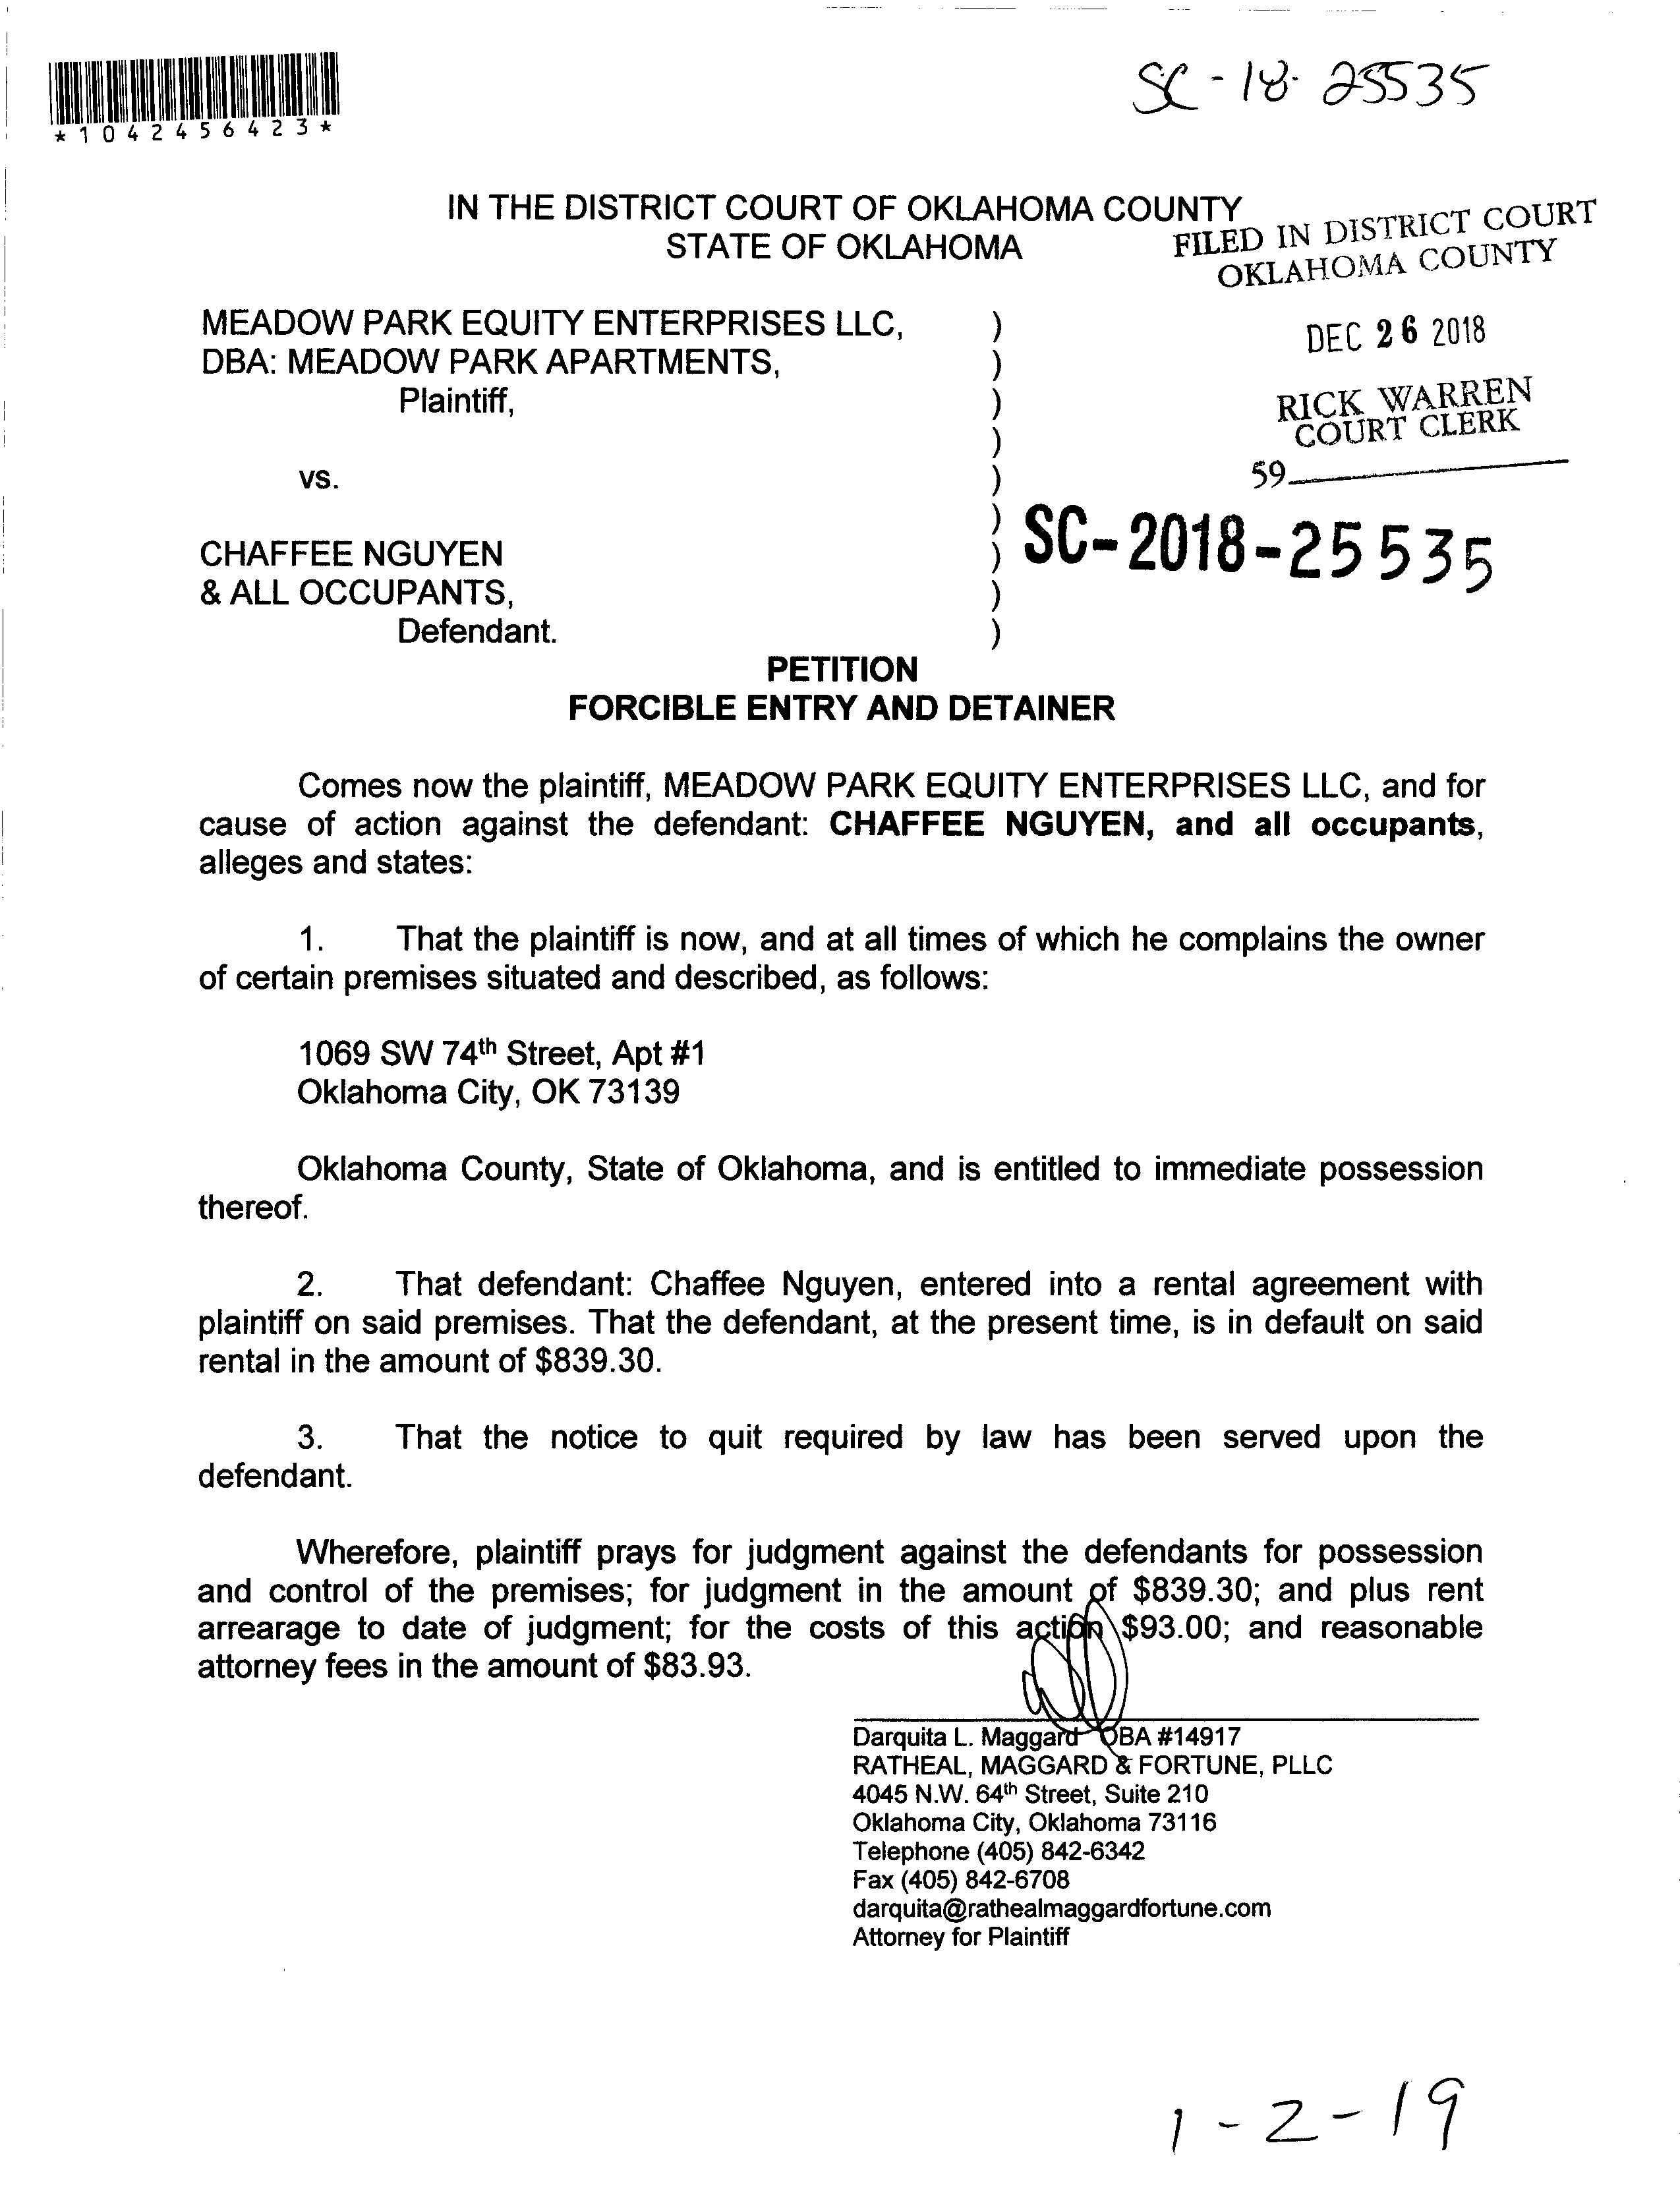 SC-18-25535
*1042456423*
IN THE DISTRICT COURT OF OKLAHOMA COUNTY
STATE OF OKLAHOMA
FILED IN DISTRICT COURT
OKLAHOMA COUNTY
MEADOW PARK EQUITY ENTERPRISES LLC, )
DBA: MEADOW PARK APARTMENTS, )
Plaintiff, )
)
DEC 26 2018
RICK WARREN
COURT CLERK
59
vs. )
)
SC-2018-25535
CHAFFEE NGUYEN )
& ALL OCCUPANTS, )
Defendant. )
PETITION
FORCIBLE ENTRY AND DETAINER
Comes now the plaintiff, MEADOW PARK EQUITY ENTERPRISES LLC, and for
cause of action against the defendant: CHAFFEE NGUYEN, and all occupants,
alleges and states:
1. That the plaintiff is now, and at all times of which he complains the owner
of certain premises situated and described, as follows:
1069 SW 74th Street, Apt #1
Oklahoma City, OK 73139
Oklahoma County, State of Oklahoma, and is entitled to immediate possession
thereof.
2. That defendant: Chaffee Nguyen, entered into a rental agreement with
plaintiff on said premises. That the defendant, at the present time, is in default on said
rental in the amount of $839.30.
3. That the notice to quit required by law has been served upon the
defendant.
Wherefore, plaintiff prays for judgment against the defendants for possession
and control of the premises; for judgment in the amount of $839.30; and plus rent
arrearage to date of judgment; for the costs of this action $93.00; and reasonable
attorney fees in the amount of $83.93.
Darquita L. Maggard OBA #14917
RATHEAL, MAGGARD & FORTUNE, PLLC
4045 N.W. 64th Street, Suite 210
Oklahoma City, Oklahoma 73116
Telephone (405) 842-6342
Fax (405) 842-6708
darquita@rathealmaggardfortune.com
Attorney for Plaintiff
1-2-19